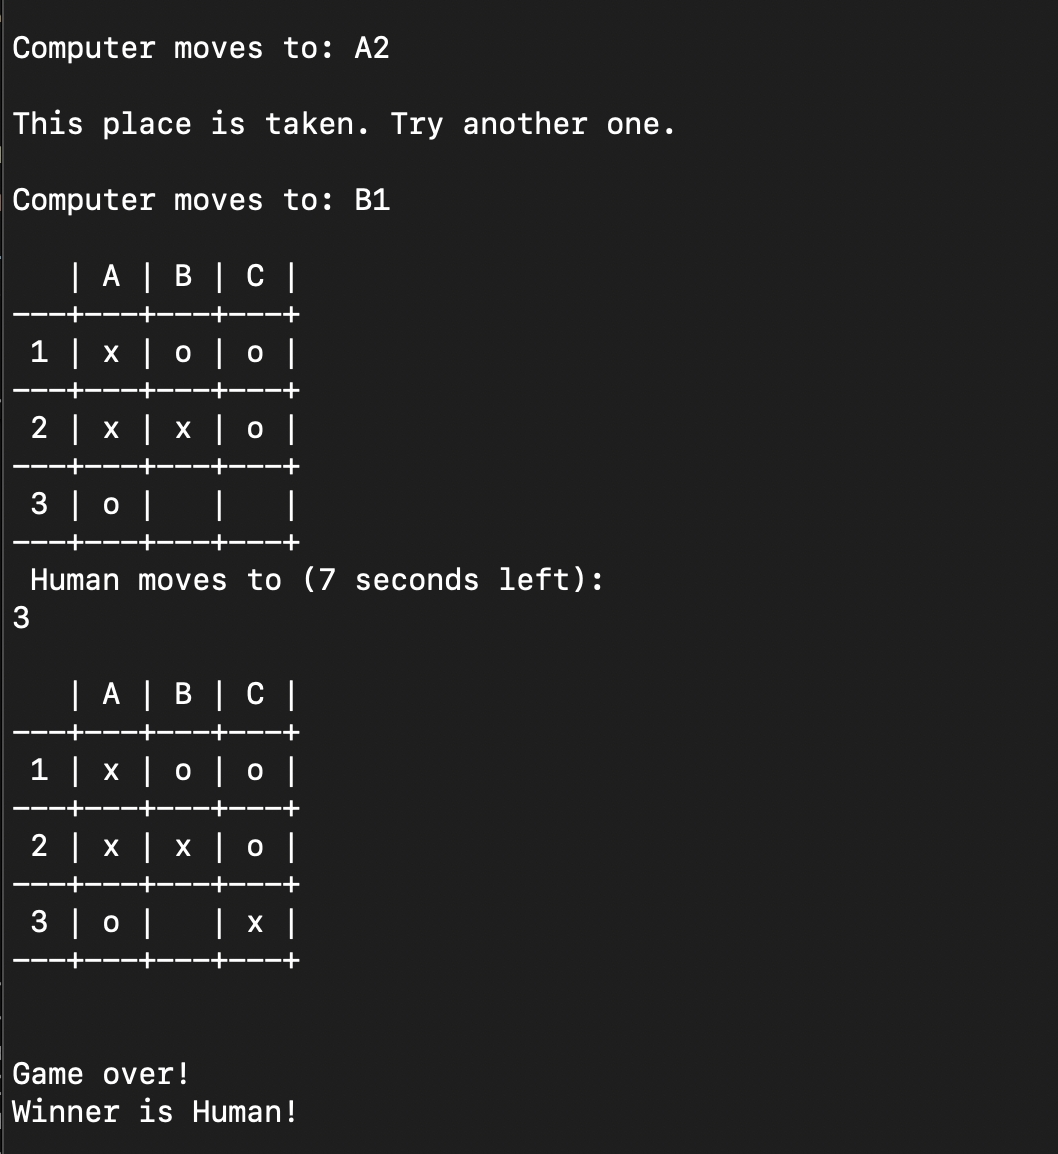 Computer moves to: A2
This place is taken. Try another one.
Computer moves to: B1
   | A | B | C |
---+---+---+---+
 1 | x | o | o |
---+---+---+---+
 2 | x | x | o |
---+---+---+---+
 3 | o |   |   |
---+---+---+---+
 Human moves to (7 seconds left):
3
   | A | B | C |
---+---+---+---+
 1 | x | o | o |
---+---+---+---+
 2 | x | x | o |
---+---+---+---+
 3 | o |   | x |
---+---+---+---+
Game over!
Winner is Human!